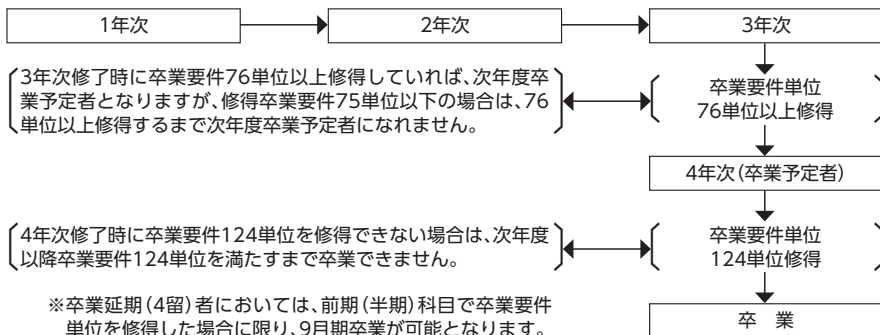 1年次
2年次
3年次
3年次修了時に卒業要件76単位以上修得していれば、次年度卒
業予定者となりますが、修得卒業要件75単位以下の場合は、76
単位以上修得するまで次年度卒業予定者になれません。
卒業要件単位
76単位以上修得
4年次(卒業予定者)
4年次修了時に卒業要件124単位を修得できない場合は、次年度
以降卒業要件124単位を満たすまで卒業できません。
卒業要件単位
124単位修得
※卒業延期(4留)者においては、前期(半期)科目で卒業要件
単位を修得した場合に限り、9月期卒業が可能となります。
卒 業